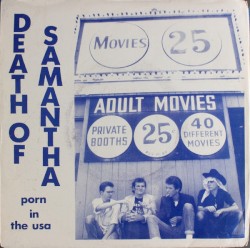 DEATH OF
SAMANTHA
porn
in the usa
MOVIES 25
ADULT MOVIES
PRIVATE
BOOTHS
25¢
40
DIFFERENT
MOVIES